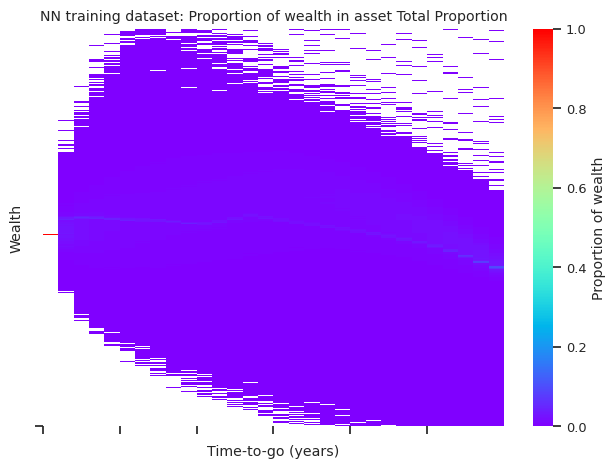 NN training dataset: Proportion of wealth in asset Total Proportion
Wealth
Time-to-go (years)
1.0
0.8
0.6
0.4
0.2
0.0
Proportion of wealth